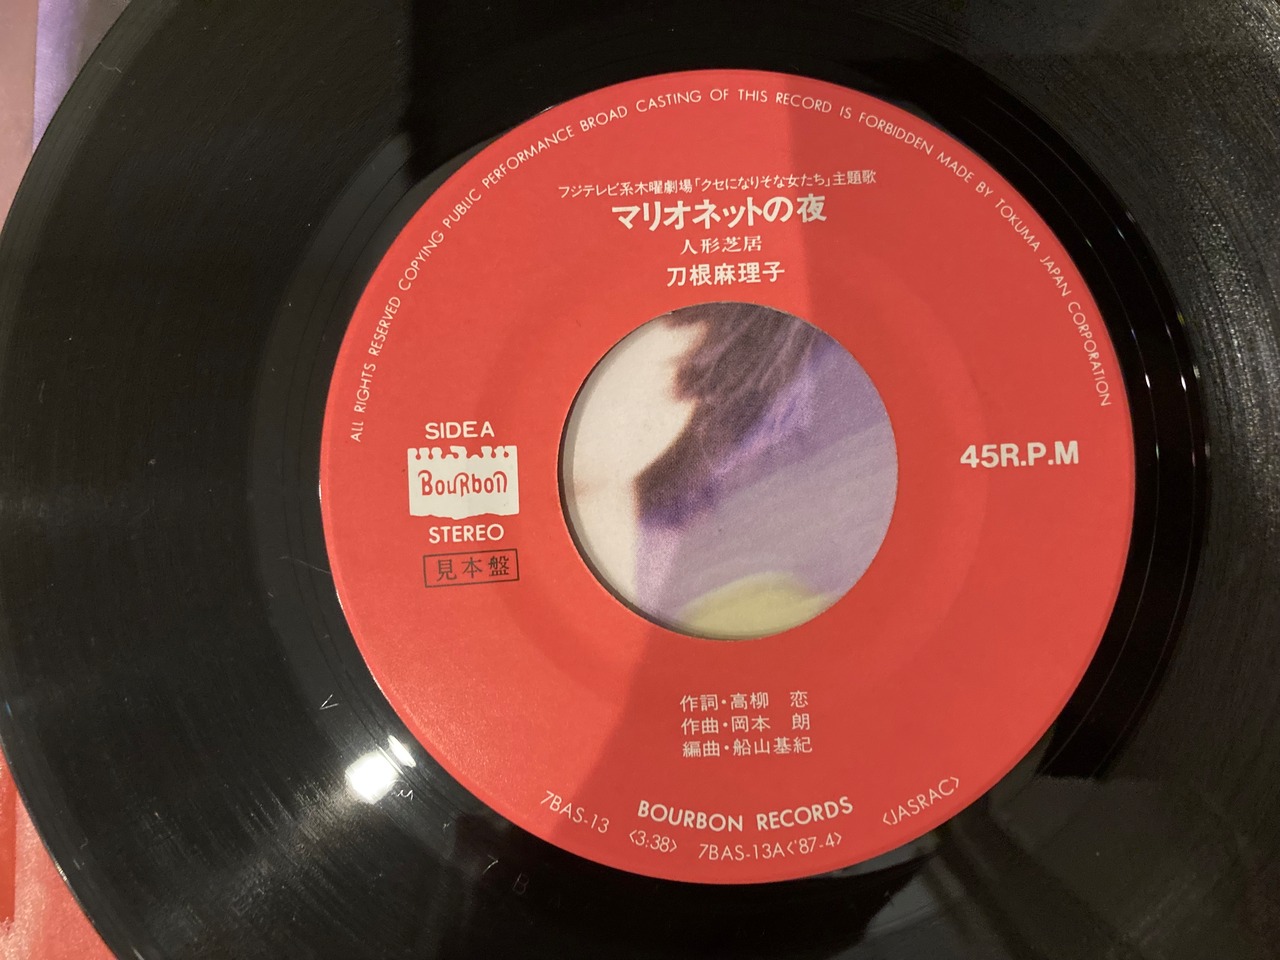 ALL RIGHTS RESERVED COPYING PUBLIC PERFORMANCE BROAD CASTING OF THIS RECORD IS FORBIDDEN MADE BY TOKUMA JAPAN CORPORATION
フジテレビ系木曜劇場「クセになりそな女たち」主題歌
マリオネットの夜
人形芝居
刀根麻理子
SIDE A
BouRbon
STEREO
見本盤
45R.P.M
作詞・高柳 恋
作曲・岡本 朗
編曲・船山基紀
BOURBON RECORDS
7BAS-13 〈3:38〉 7BAS-13A〈'87-4〉 〈JASRAC〉